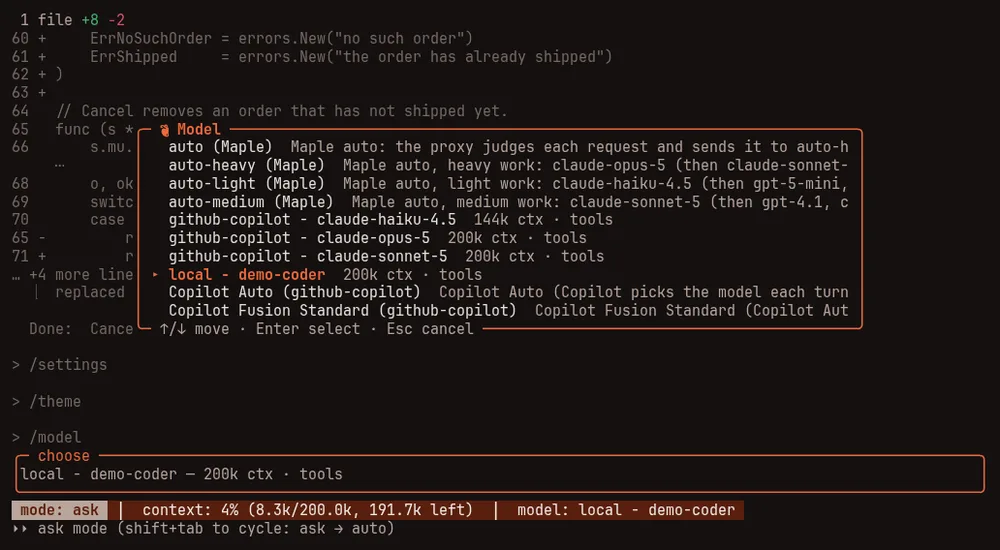 1 file +8 -2
60 +     ErrNoSuchOrder = errors.New("no such order")
61 +     ErrShipped     = errors.New("the order has already shipped")
62 + )
63 +
64   // Cancel removes an order that has not shipped yet.
65   func (s *
Model
66       s.mu.
auto (Maple)  Maple auto: the proxy judges each request and sends it to auto-h
…
auto-heavy (Maple)  Maple auto, heavy work: claude-opus-5 (then claude-sonnet-
68       o, ok
auto-light (Maple)  Maple auto, light work: claude-haiku-4.5 (then gpt-5-mini,
69       switc
auto-medium (Maple)  Maple auto, medium work: claude-sonnet-5 (then gpt-4.1, c
70       case
github-copilot - claude-haiku-4.5  144k ctx · tools
65 -         r
github-copilot - claude-opus-5  200k ctx · tools
71 +         r
github-copilot - claude-sonnet-5  200k ctx · tools
… +4 more line
▸ local - demo-coder  200k ctx · tools
replaced
Copilot Auto (github-copilot)  Copilot Auto (Copilot picks the model each turn
Copilot Fusion Standard (github-copilot)  Copilot Fusion Standard (Copilot Aut
Done:  Cance
↑/↓ move · Enter select · Esc cancel
> /settings
> /theme
> /model
choose
local - demo-coder — 200k ctx · tools
mode: ask │ context: 4% (8.3k/200.0k, 191.7k left) │ model: local - demo-coder
▸▸ ask mode (shift+tab to cycle: ask → auto)